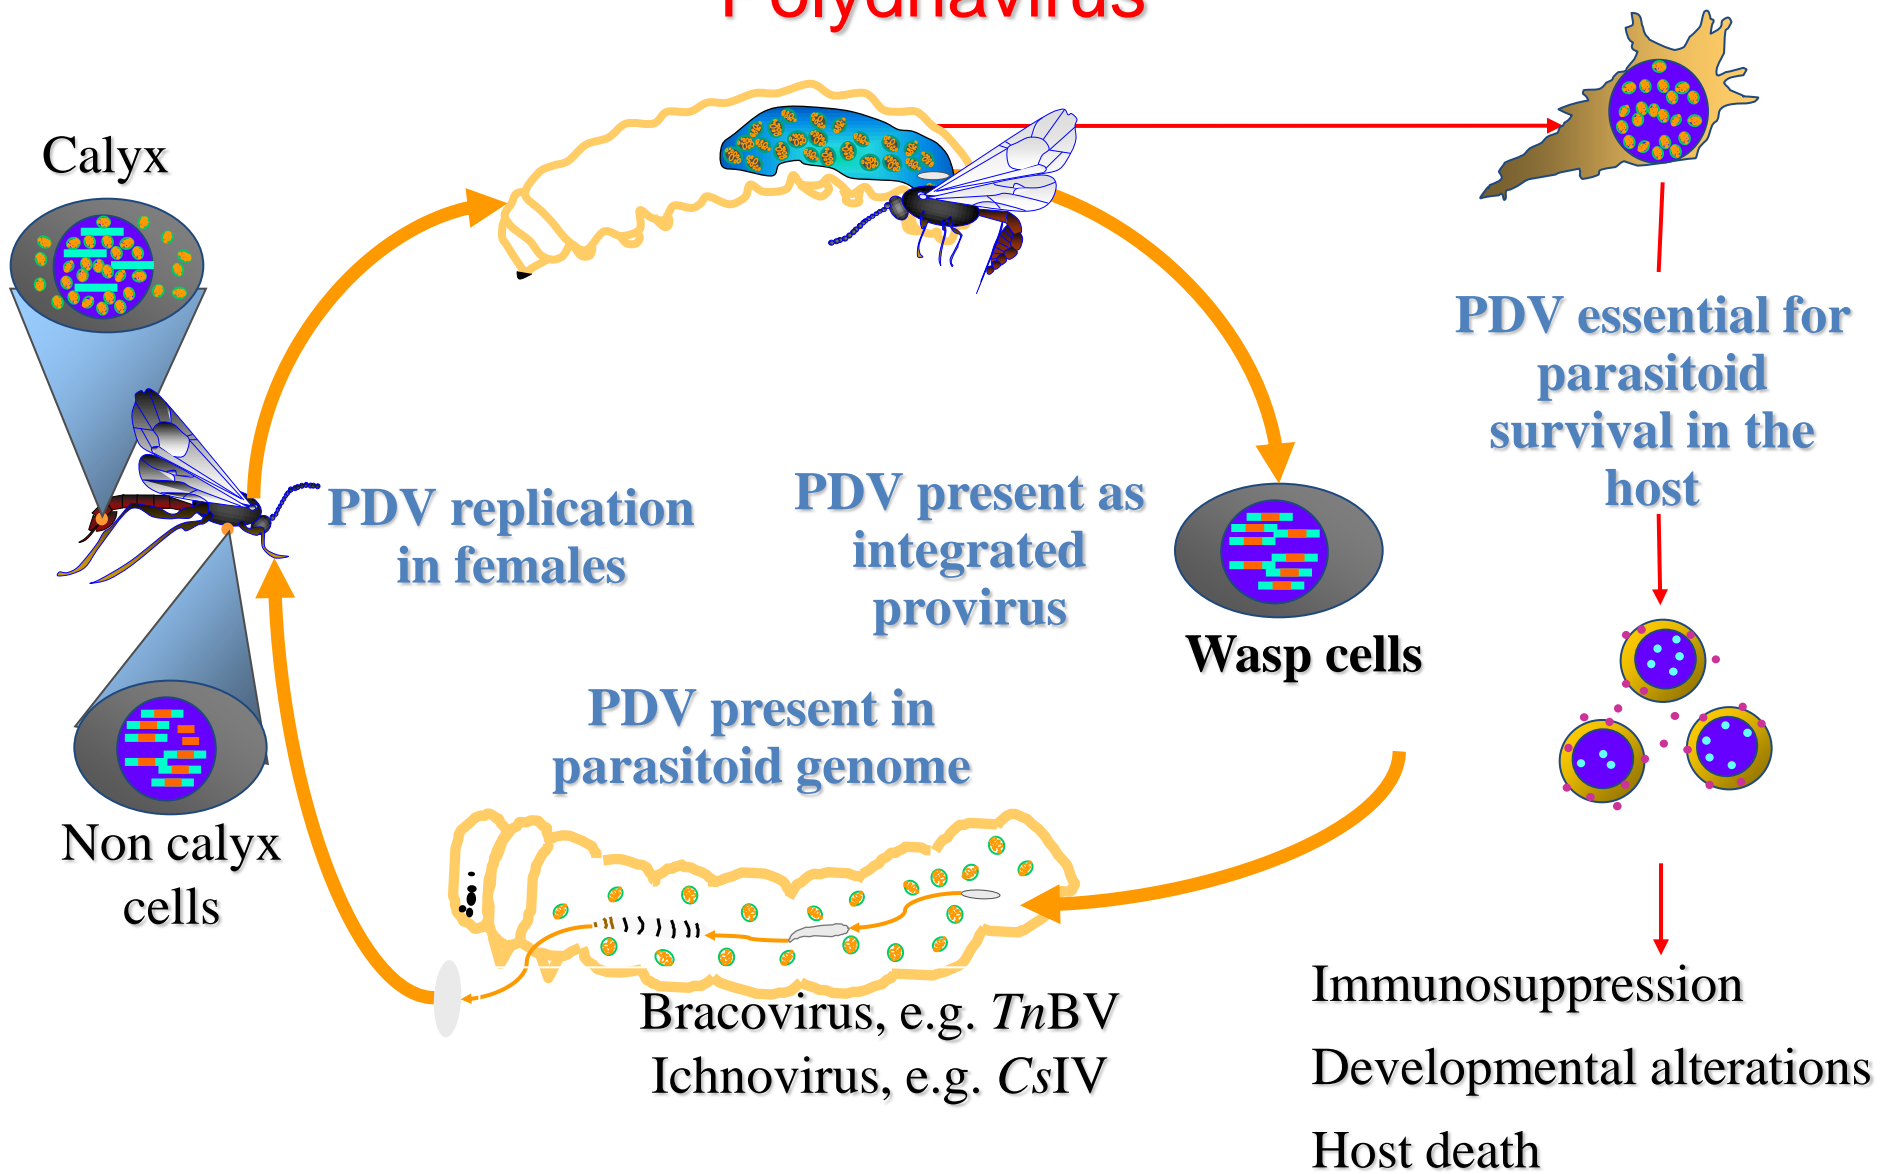 Polydnavirus
Calyx
PDV essential for
parasitoid
survival in the
host
PDV replication
in females
PDV present as
integrated
provirus
Wasp cells
PDV present in
parasitoid genome
Non calyx
cells
Bracovirus, e.g. TnBV
Ichnovirus, e.g. CsIV
Immunosuppression
Developmental alterations
Host death